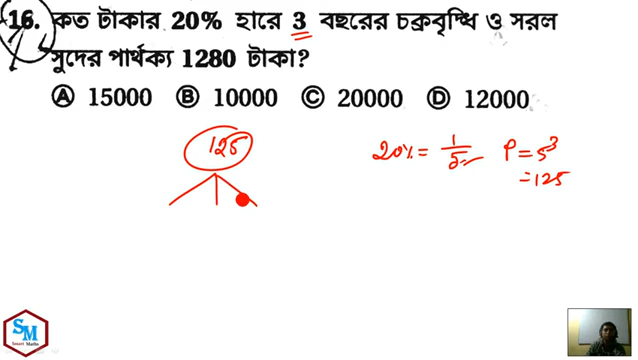 16. কত টাকার 20% হারে 3 বছরের চক্রবৃদ্ধি ও সরল
সুদের পার্থক্য 1280 টাকা?
Ⓐ 15000 Ⓑ 10000 Ⓒ 20000 Ⓓ 12000
125
20% = 1/5 P = 5³
= 125
SM
Smart Maths